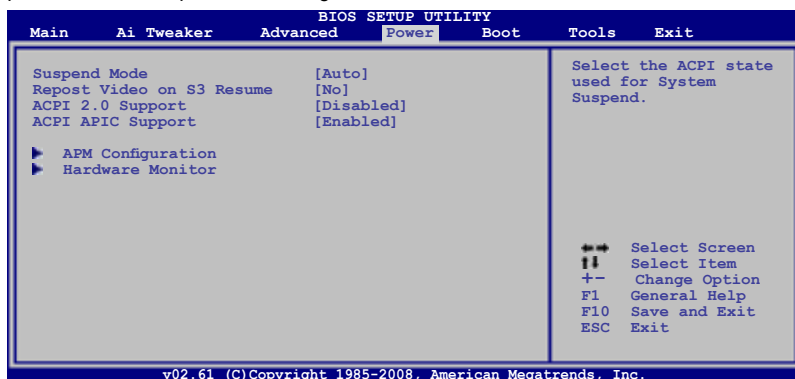 BIOS SETUP UTILITY
Main Ai Tweaker Advanced Power Boot Tools Exit
Suspend Mode [Auto]
Repost Video on S3 Resume [No]
ACPI 2.0 Support [Disabled]
ACPI APIC Support [Enabled]
APM Configuration
Hardware Monitor
Select the ACPI state
used for System
Suspend.
Select Screen
Select Item
+- Change Option
F1 General Help
F10 Save and Exit
ESC Exit
v02.61 (C)Copyright 1985-2008, American Megatrends, Inc.